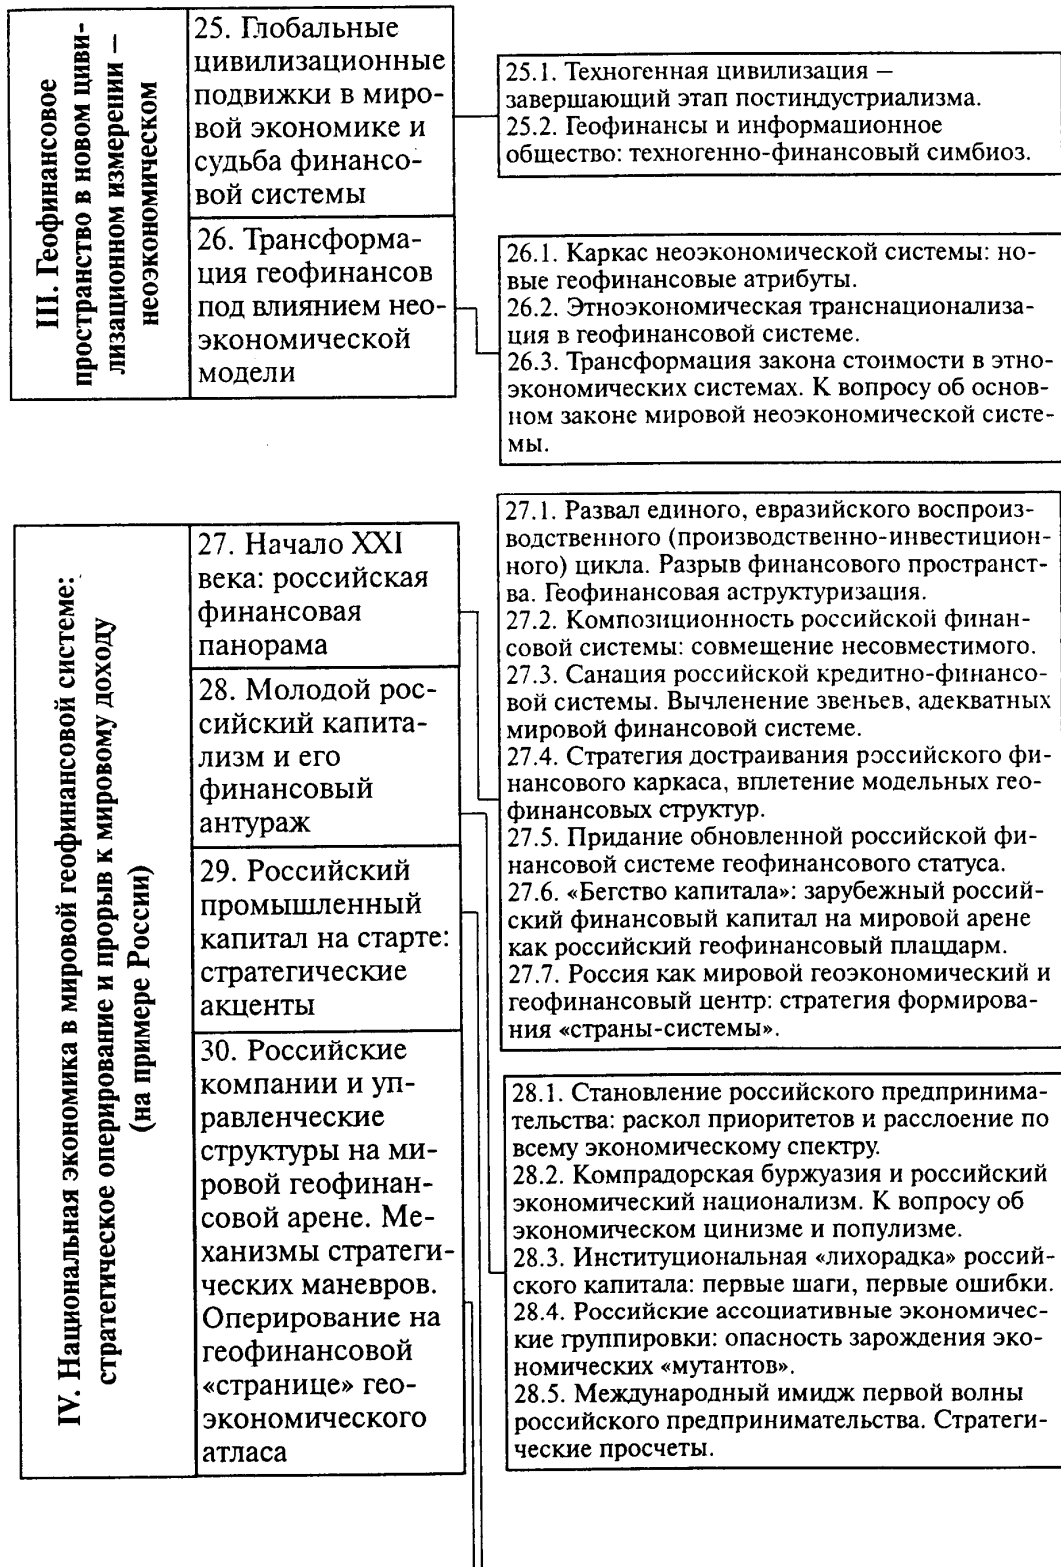 III. Геофинансовое
пространство в новом циви-
лизационном измерении —
неоэкономическом
25. Глобальные
цивилизационные
подвижки в миро-
вой экономике и
судьба финансо-
вой системы
25.1. Техногенная цивилизация —
завершающий этап постиндустриализма.
25.2. Геофинансы и информационное
общество: техногенно-финансовый симбиоз.
26. Трансформа-
ция геофинансов
под влиянием нео-
экономической
модели
26.1. Каркас неоэкономической системы: но-
вые геофинансовые атрибуты.
26.2. Этноэкономическая транснационализа-
ция в геофинансовой системе.
26.3. Трансформация закона стоимости в этно-
экономических системах. К вопросу об основ-
ном законе мировой неоэкономической систе-
мы.
IV. Национальная экономика в мировой геофинансовой системе:
стратегическое оперирование и прорыв к мировому доходу
(на примере России)
27. Начало XXI
века: российская
финансовая
панорама
28. Молодой рос-
сийский капита-
лизм и его
финансовый
антураж
29. Российский
промышленный
капитал на старте:
стратегические
акценты
30. Российские
компании и уп-
равленческие
структуры на ми-
ровой геофинан-
совой арене. Ме-
ханизмы стратеги-
ческих маневров.
Оперирование на
геофинансовой
«странице» гео-
экономического
атласа
27.1. Развал единого, евразийского воспроиз-
водственного (производственно-инвестицион-
ного) цикла. Разрыв финансового пространст-
ва. Геофинансовая аструктуризация.
27.2. Композиционность российской финан-
совой системы: совмещение несовместимого.
27.3. Санация российской кредитно-финансо-
вой системы. Вычленение звеньев, адекватных
мировой финансовой системе.
27.4. Стратегия достраивания российского фи-
нансового каркаса, вплетение модельных гео-
финансовых структур.
27.5. Придание обновленной российской фи-
нансовой системе геофинансового статуса.
27.6. «Бегство капитала»: зарубежный россий-
ский финансовый капитал на мировой арене
как российский геофинансовый плацдарм.
27.7. Россия как мировой геоэкономический и
геофинансовый центр: стратегия формирова-
ния «страны-системы».
28.1. Становление российского предпринима-
тельства: раскол приоритетов и расслоение по
всему экономическому спектру.
28.2. Компрадорская буржуазия и российский
экономический национализм. К вопросу об
экономическом цинизме и популизме.
28.3. Институциональная «лихорадка» россий-
ского капитала: первые шаги, первые ошибки.
28.4. Российские ассоциативные экономичес-
кие группировки: опасность зарождения эко-
номических «мутантов».
28.5. Международный имидж первой волны
российского предпринимательства. Стратеги-
ческие просчеты.